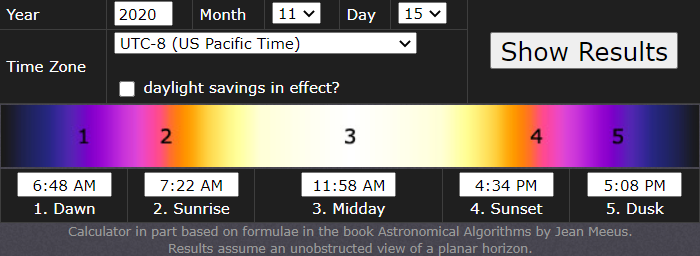 Year 2020 Month 11 Day 15
Time Zone UTC-8 (US Pacific Time)
daylight savings in effect?
Show Results
1 2 3 4 5
6:48 AM 7:22 AM 11:58 AM 4:34 PM 5:08 PM
1. Dawn 2. Sunrise 3. Midday 4. Sunset 5. Dusk
Calculator in part based on formulae in the book Astronomical Algorithms by Jean Meeus.
Results assume an unobstructed view of a planar horizon.